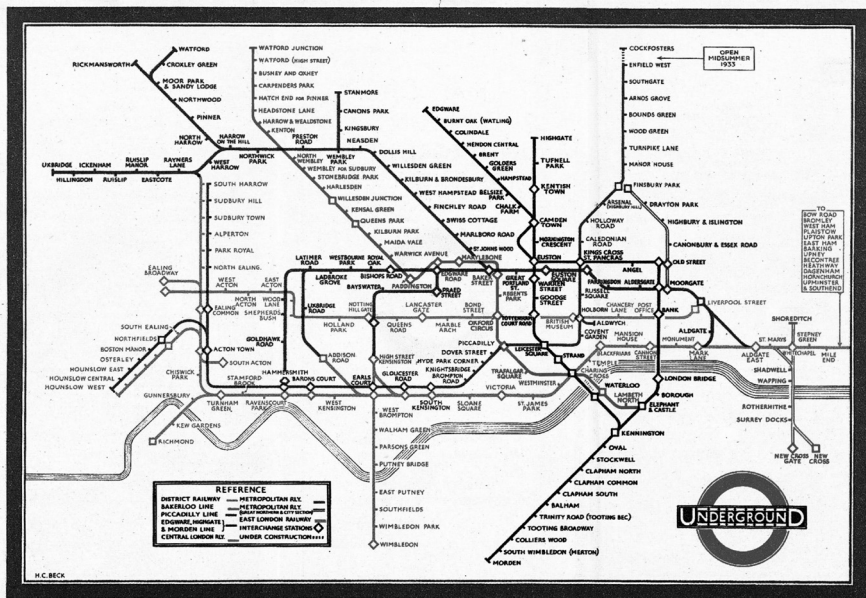 WATFORD
CROXLEY GREEN
RICKMANSWORTH
MOOR PARK
& SANDY LODGE
NORTHWOOD
PINNER
NORTH
HARROW
HARROW
ON THE HILL
WEST
HARROW
NORTHWICK
PARK
PRESTON
ROAD
WEMBLEY
PARK
NEASDEN
UXBRIDGE
ICKENHAM
RUISLIP
MANOR
RAYNERS
LANE
HILLINGDON
RUISLIP
EASTCOTE
WATFORD JUNCTION
WATFORD (HIGH STREET)
BUSHEY AND OXHEY
CARPENDERS PARK
HATCH END FOR PINNER
HEADSTONE LANE
HARROW & WEALDSTONE
KENTON
NORTH
WEMBLEY
WEMBLEY FOR SUDBURY
STONEBRIDGE PARK
HARLESDEN
WILLESDEN JUNCTION
KENSAL GREEN
QUEENS PARK
KILBURN PARK
MAIDA VALE
WARWICK AVENUE
STANMORE
CANONS PARK
KINGSBURY
DOLLIS HILL
WILLESDEN GREEN
KILBURN & BRONDESBURY
WEST HAMPSTEAD
FINCHLEY ROAD
SWISS COTTAGE
MARLBORO ROAD
ST. JOHNS WOOD
EDGWARE
BURNT OAK (WATLING)
COLINDALE
HENDON CENTRAL
BRENT
GOLDERS
GREEN
HAMPSTEAD
BELSIZE
PARK
CHALK
FARM
HIGHGATE
TUFNELL
PARK
KENTISH
TOWN
CAMDEN
TOWN
MORNINGTON
CRESCENT
EUSTON
COCKFOSTERS
OPEN
MIDSUMMER
1933
ENFIELD WEST
SOUTHGATE
ARNOS GROVE
BOUNDS GREEN
WOOD GREEN
TURNPIKE LANE
MANOR HOUSE
FINSBURY PARK
ARSENAL
(HIGHBURY HILL)
DRAYTON PARK
HOLLOWAY
ROAD
HIGHBURY & ISLINGTON
CALEDONIAN
ROAD
CANONBURY & ESSEX ROAD
KINGS CROSS
ST. PANCRAS
ANGEL
OLD STREET
MOORGATE
TO
BOW ROAD
BROMLEY
WEST HAM
PLAISTOW
UPTON PARK
EAST HAM
BARKING
UPNEY
BECONTREE
HEATHWAY
DAGENHAM
HORNCHURCH
UPMINSTER
& SOUTHEND
SOUTH HARROW
SUDBURY HILL
SUDBURY TOWN
ALPERTON
PARK ROYAL
NORTH EALING
EALING
BROADWAY
WEST
ACTON
EAST
ACTON
NORTH
ACTON
WOOD
LANE
EALING
COMMON
SHEPHERDS
BUSH
LATIMER
ROAD
WESTBOURNE PARK
ROYAL OAK
LADBROKE
GROVE
BISHOPS ROAD
PADDINGTON
EDGWARE
ROAD
MARYLEBONE
BAKER
STREET
GREAT
PORTLAND
ST.
REGENTS
PARK
EUSTON
SQUARE
WARREN
STREET
GOODGE
STREET
FARRINGDON
ALDERSGATE
RUSSELL
SQUARE
LIVERPOOL STREET
BAYSWATER
PRAED
STREET
UXBRIDGE
ROAD
NOTTING
HILL GATE
LANCASTER
GATE
BOND
STREET
TOTTENHAM
COURT ROAD
HOLBORN
CHANCERY
LANE
POST
OFFICE
BANK
HOLLAND
PARK
QUEENS
ROAD
MARBLE
ARCH
OXFORD
CIRCUS
BRITISH
MUSEUM
ALDWYCH
COVENT
GARDEN
MANSION
HOUSE
MONUMENT
ALDGATE
SHOREDITCH
ST. MARYS
STEPNEY
GREEN
WHITECHAPEL
MILE
END
ALDGATE
EAST
MARK
LANE
CANNON
STREET
BLACKFRIARS
TEMPLE
SOUTH EALING
NORTHFIELDS
BOSTON MANOR
OSTERLEY
HOUNSLOW EAST
HOUNSLOW CENTRAL
HOUNSLOW WEST
ACTON TOWN
SOUTH ACTON
CHISWICK
PARK
GOLDHAWK
ROAD
HAMMERSMITH
STAMFORD
BROOK
ADDISON
ROAD
BARONS COURT
EARLS
COURT
HIGH STREET
KENSINGTON
GLOUCESTER
ROAD
KNIGHTSBRIDGE
BROMPTON
ROAD
HYDE PARK CORNER
DOVER STREET
PICCADILLY
LEICESTER
SQUARE
STRAND
TRAFALGAR
SQUARE
CHARING
CROSS
WESTMINSTER
WATERLOO
LAMBETH
NORTH
LONDON BRIDGE
BOROUGH
ELEPHANT
& CASTLE
GUNNERSBURY
TURNHAM
GREEN
RAVENSCOURT
PARK
WEST
KENSINGTON
SOUTH
KENSINGTON
SLOANE
SQUARE
VICTORIA
ST. JAMES
PARK
KEW GARDENS
RICHMOND
WEST
BROMPTON
WALHAM GREEN
PARSONS GREEN
PUTNEY BRIDGE
EAST PUTNEY
SOUTHFIELDS
WIMBLEDON PARK
WIMBLEDON
KENNINGTON
OVAL
STOCKWELL
CLAPHAM NORTH
CLAPHAM COMMON
CLAPHAM SOUTH
BALHAM
TRINITY ROAD (TOOTING BEC)
TOOTING BROADWAY
COLLIERS WOOD
SOUTH WIMBLEDON (MERTON)
MORDEN
SHADWELL
WAPPING
ROTHERHITHE
SURREY DOCKS
NEW CROSS
GATE
NEW
CROSS
REFERENCE
DISTRICT RAILWAY
BAKERLOO LINE
PICCADILLY LINE
EDGWARE, HIGHGATE
& MORDEN LINE
CENTRAL LONDON RLY.
METROPOLITAN RLY.
METROPOLITAN RLY.
(GREAT NORTHERN & CITY SECTION)
EAST LONDON RAILWAY
INTERCHANGE STATIONS
UNDER CONSTRUCTION
UNDERGROUND
H.C. BECK